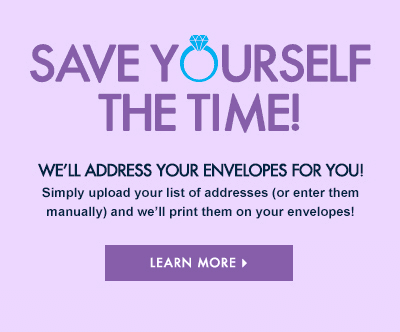 SAVE YOURSELF
THE TIME!
WE'LL ADDRESS YOUR ENVELOPES FOR YOU!
Simply upload your list of addresses (or enter them
manually) and we'll print them on your envelopes!
LEARN MORE